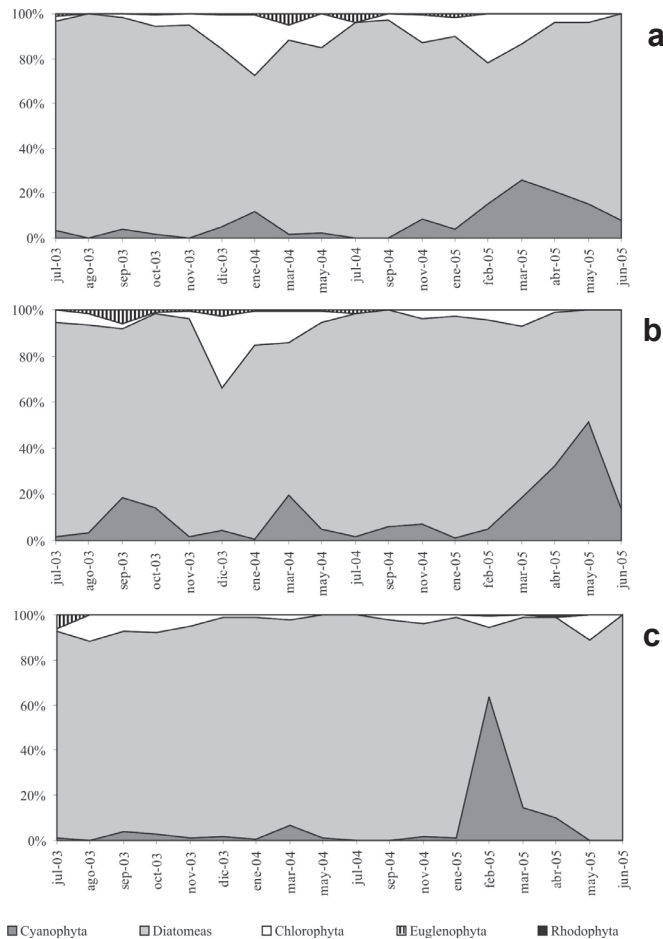 a
100%
80%
60%
40%
20%
0%
jul-03 ago-03 sep-03 oct-03 nov-03 dic-03 ene-04 mar-04 may-04 jul-04 sep-04 nov-04 ene-05 feb-05 mar-05 abr-05 may-05 jun-05
b
100%
80%
60%
40%
20%
0%
jul-03 ago-03 sep-03 oct-03 nov-03 dic-03 ene-04 mar-04 may-04 jul-04 sep-04 nov-04 ene-05 feb-05 mar-05 abr-05 may-05 jun-05
c
100%
80%
60%
40%
20%
0%
jul-03 ago-03 sep-03 oct-03 nov-03 dic-03 ene-04 mar-04 may-04 jul-04 sep-04 nov-04 ene-05 feb-05 mar-05 abr-05 may-05 jun-05
Cyanophyta Diatomeas Chlorophyta Euglenophyta Rhodophyta